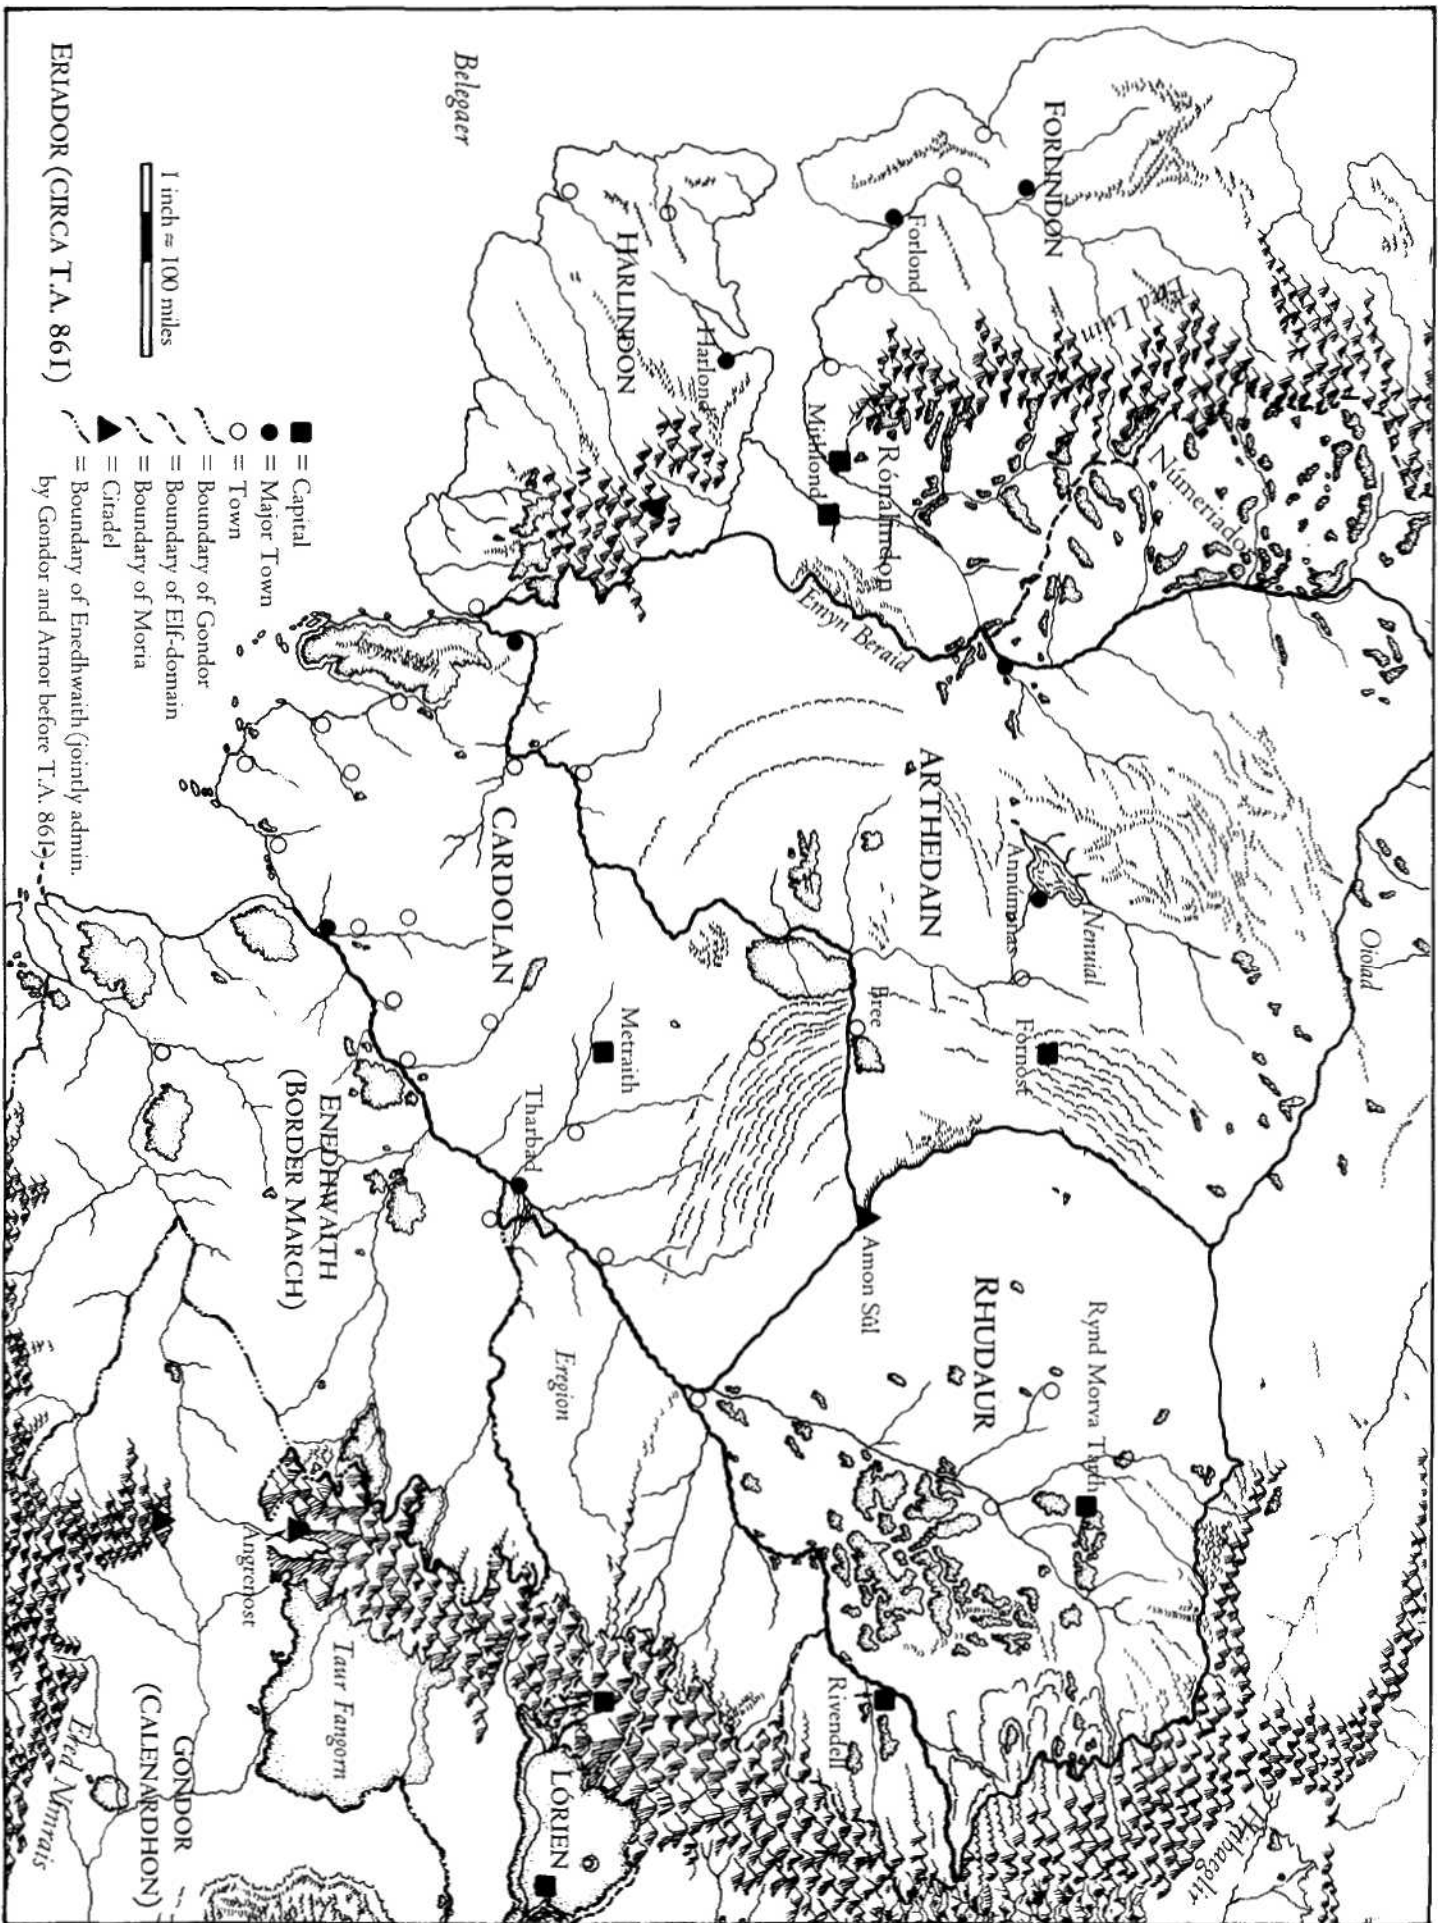 FORLINDON
Forlond
Ered Luin
Númeriador
Rónalindon
Mithlond
Emyn Beraid
Belegaer
HARLINDON
Harlond
Oiolad
ARTHEDAIN
Annúminas
Nenuial
Fornost
Bree
CARDOLAN
Metraith
Tharbad
Amon Sûl
RHUDAUR
Rynd Morva Tarth
Rivendell
Hithaeglir
Eregion
ENEDHWAITH
(BORDER MARCH)
LÓRIEN
Angrenost
Taur Fangorn
GONDOR
(CALENARDHON)
Ered Nimrais
1 inch ≈ 100 miles
ERIADOR (CIRCA T.A. 861)
= Capital
= Major Town
= Town
= Boundary of Gondor
= Boundary of Elf-domain
= Boundary of Moria
= Citadel
= Boundary of Enedhwaith (jointly admin.
by Gondor and Arnor before T.A. 861)